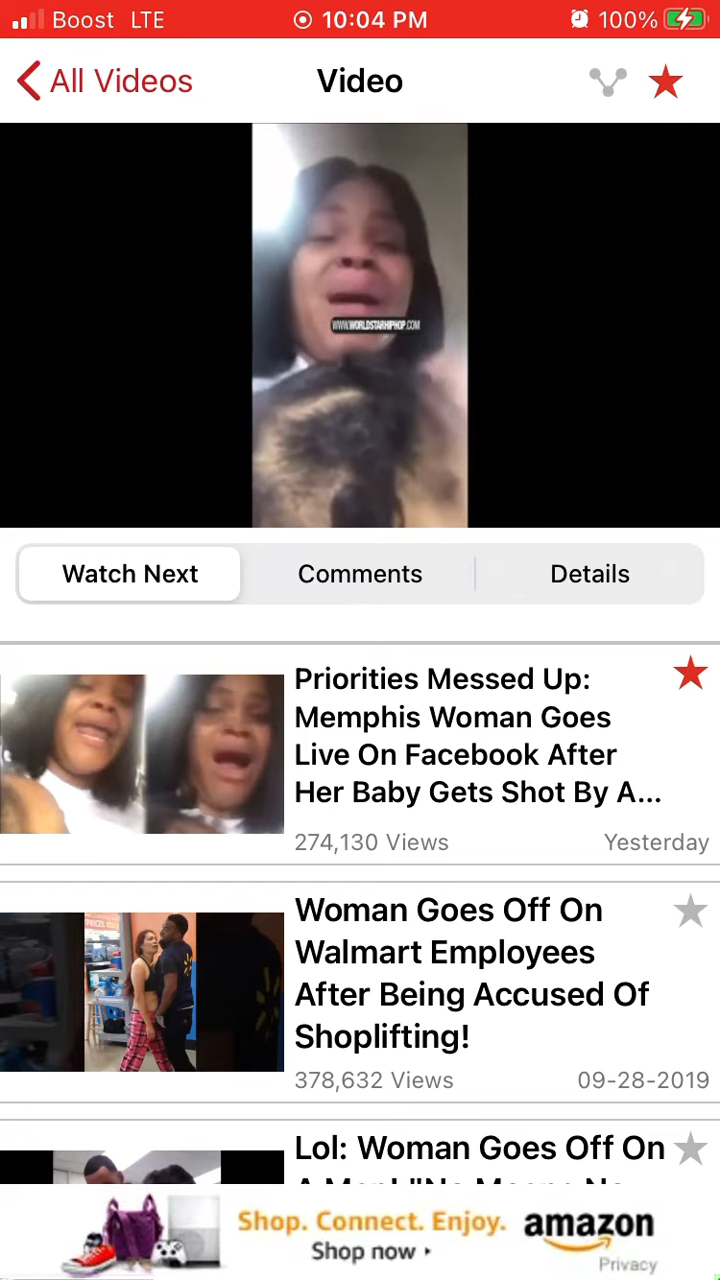 Boost LTE 10:04 PM 100%
All Videos Video
WWW.WORLDSTARHIPHOP.COM
Watch Next Comments Details
Priorities Messed Up:
Memphis Woman Goes
Live On Facebook After
Her Baby Gets Shot By A...
274,130 Views Yesterday
Woman Goes Off On
Walmart Employees
After Being Accused Of
Shoplifting!
378,632 Views 09-28-2019
Lol: Woman Goes Off On
Shop. Connect. Enjoy. amazon
Shop now
Privacy